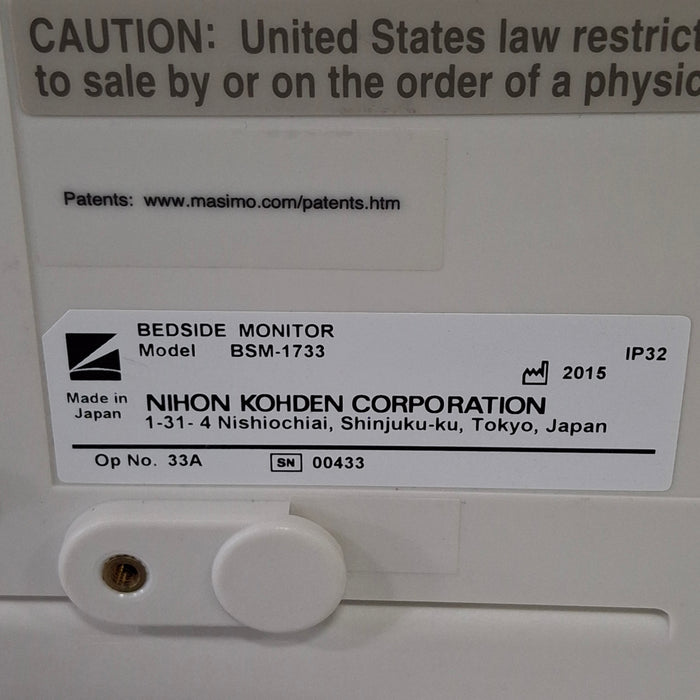 CAUTION: United States law restrict
to sale by or on the order of a physic
Patents: www.masimo.com/patents.htm
BEDSIDE MONITOR
Model BSM-1733
IP32
2015
Made in
Japan
NIHON KOHDEN CORPORATION
1-31- 4 Nishiochiai, Shinjuku-ku, Tokyo, Japan
Op No. 33A SN 00433